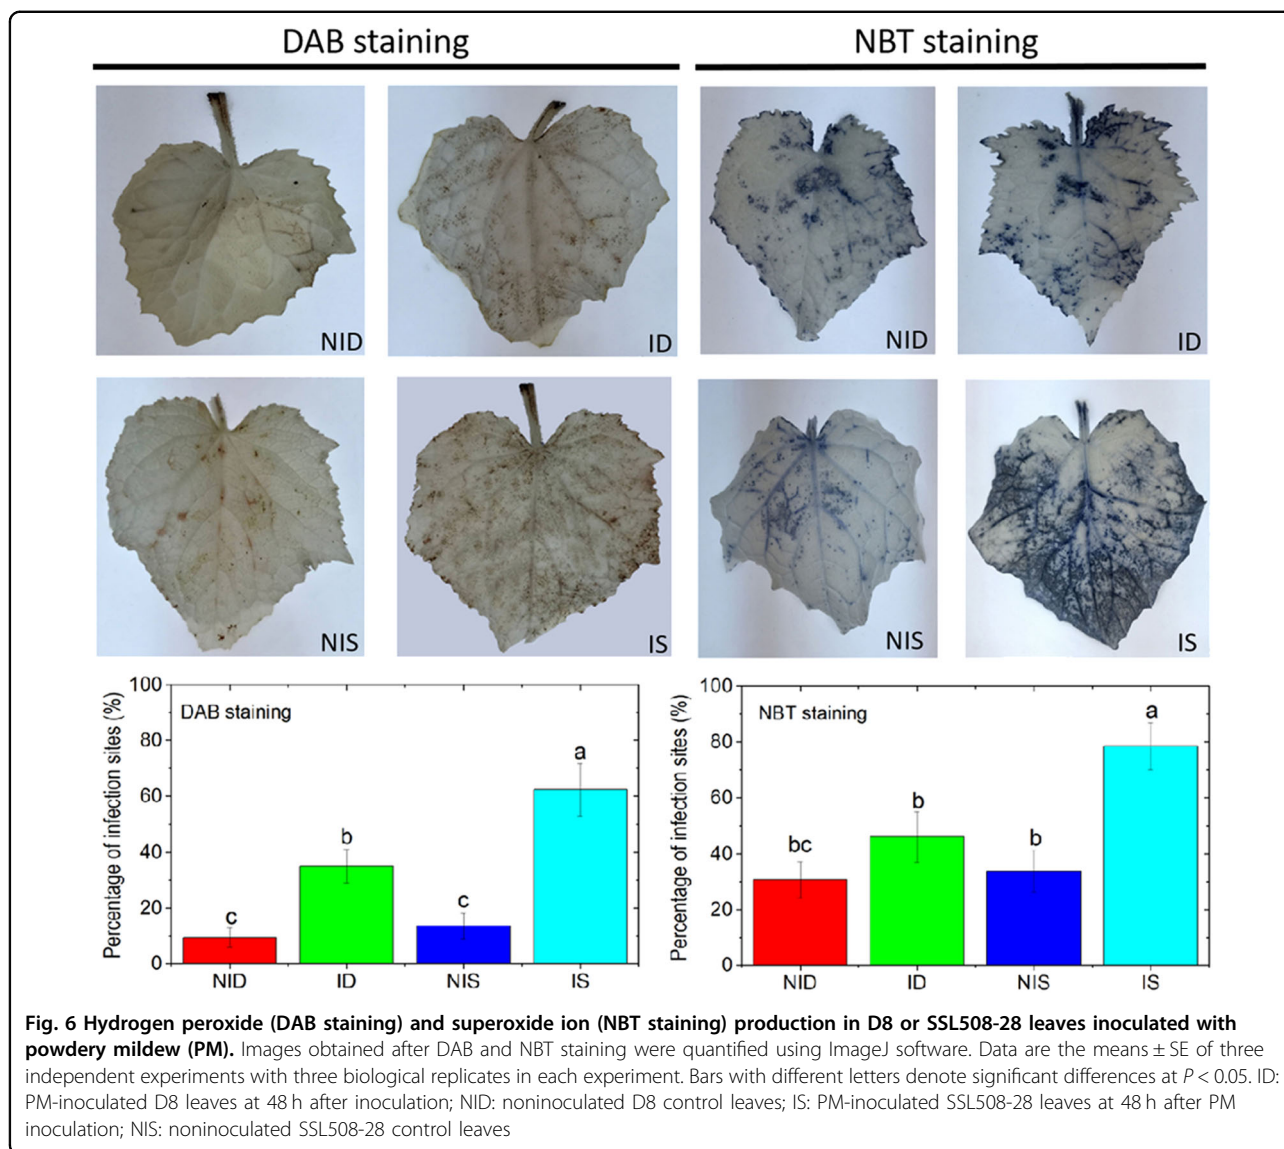 DAB staining
NBT staining
NID
ID
NID
ID
NIS
IS
NIS
IS
Percentage of infection sites (%)
100
80
60
40
20
0
DAB staining
c
b
c
a
NID
ID
NIS
IS
Percentage of infection sites (%)
100
80
60
40
20
0
NBT staining
bc
b
b
a
NID
ID
NIS
IS
Fig. 6 Hydrogen peroxide (DAB staining) and superoxide ion (NBT staining) production in D8 or SSL508-28 leaves inoculated with
powdery mildew (PM). Images obtained after DAB and NBT staining were quantified using ImageJ software. Data are the means ± SE of three
independent experiments with three biological replicates in each experiment. Bars with different letters denote significant differences at P < 0.05. ID:
PM-inoculated D8 leaves at 48 h after inoculation; NID: noninoculated D8 control leaves; IS: PM-inoculated SSL508-28 leaves at 48 h after PM
inoculation; NIS: noninoculated SSL508-28 control leaves